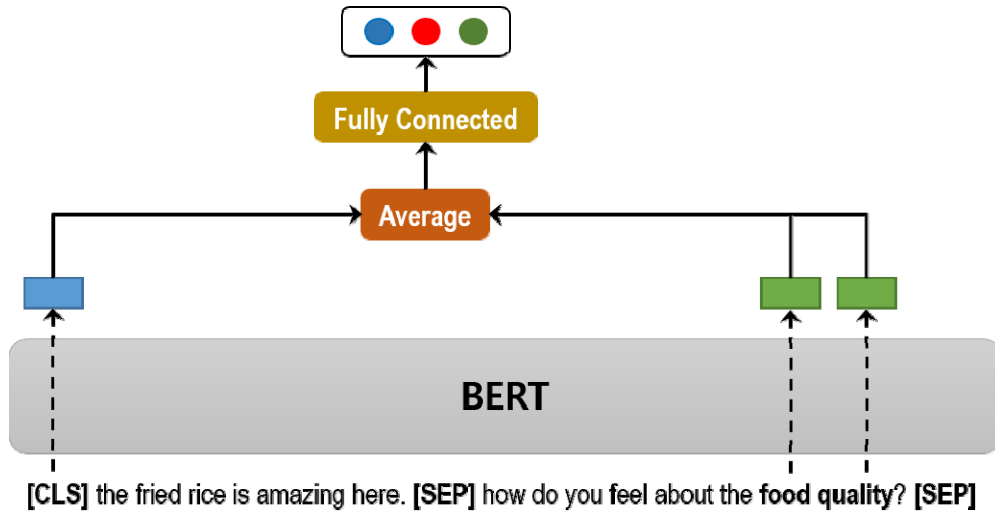 Fully Connected
Average
BERT
[CLS] the fried rice is amazing here. [SEP] how do you feel about the food quality? [SEP]